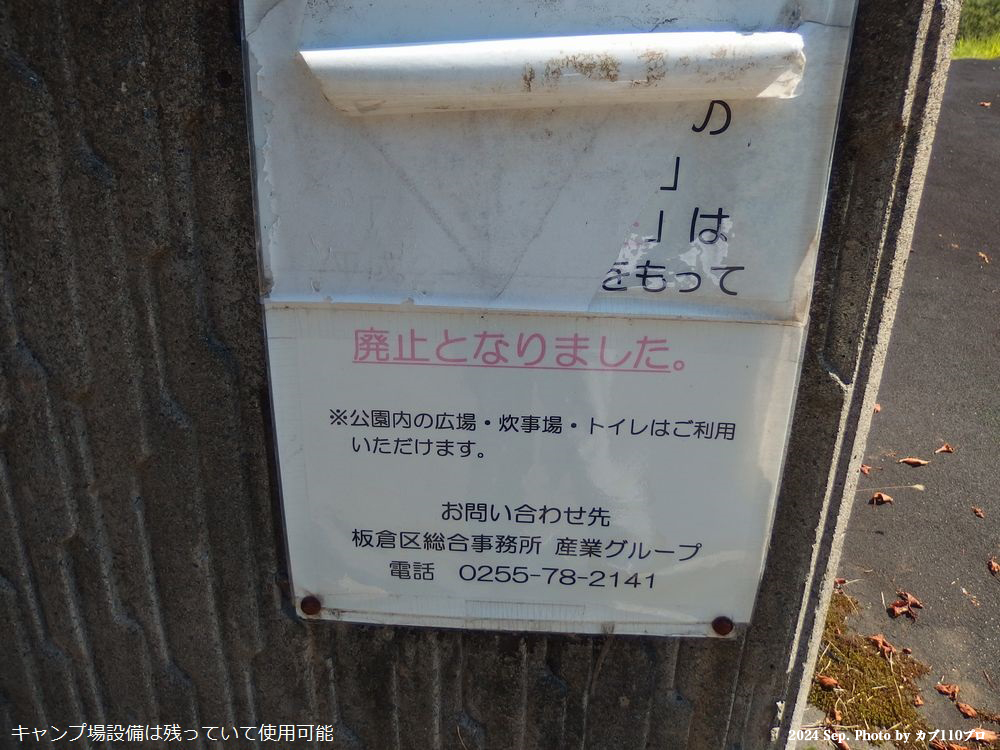 の
」
」は
をもって
廃止となりました。
※公園内の広場・炊事場・トイレはご利用
いただけます。
お問い合わせ先
板倉区総合事務所 産業グループ
電話 0255-78-2141
キャンプ場設備は残っていて使用可能
2024 Sep. Photo by カブ110プロ